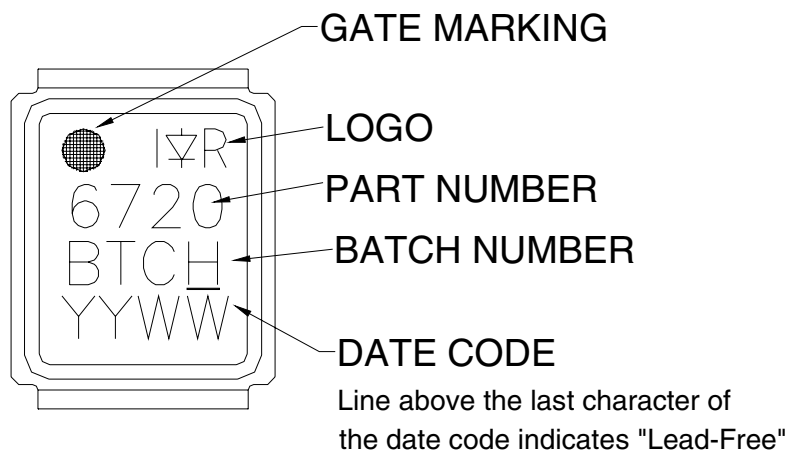 GATE MARKING
I R
LOGO
6720
PART NUMBER
BTCH
BATCH NUMBER
YYWW
DATE CODE
Line above the last character of
the date code indicates "Lead-Free"